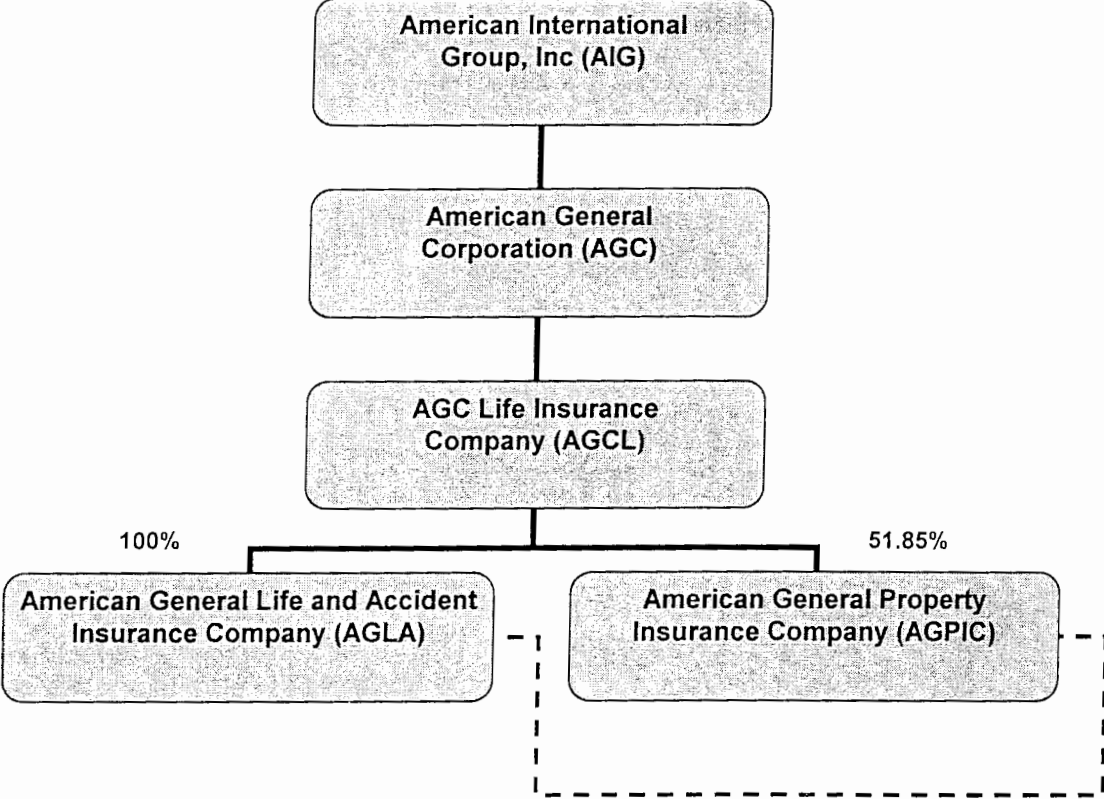 American International
Group, Inc (AIG)
American General
Corporation (AGC)
AGC Life Insurance
Company (AGCL)
100%
51.85%
American General Life and Accident
Insurance Company (AGLA)
American General Property
Insurance Company (AGPIC)